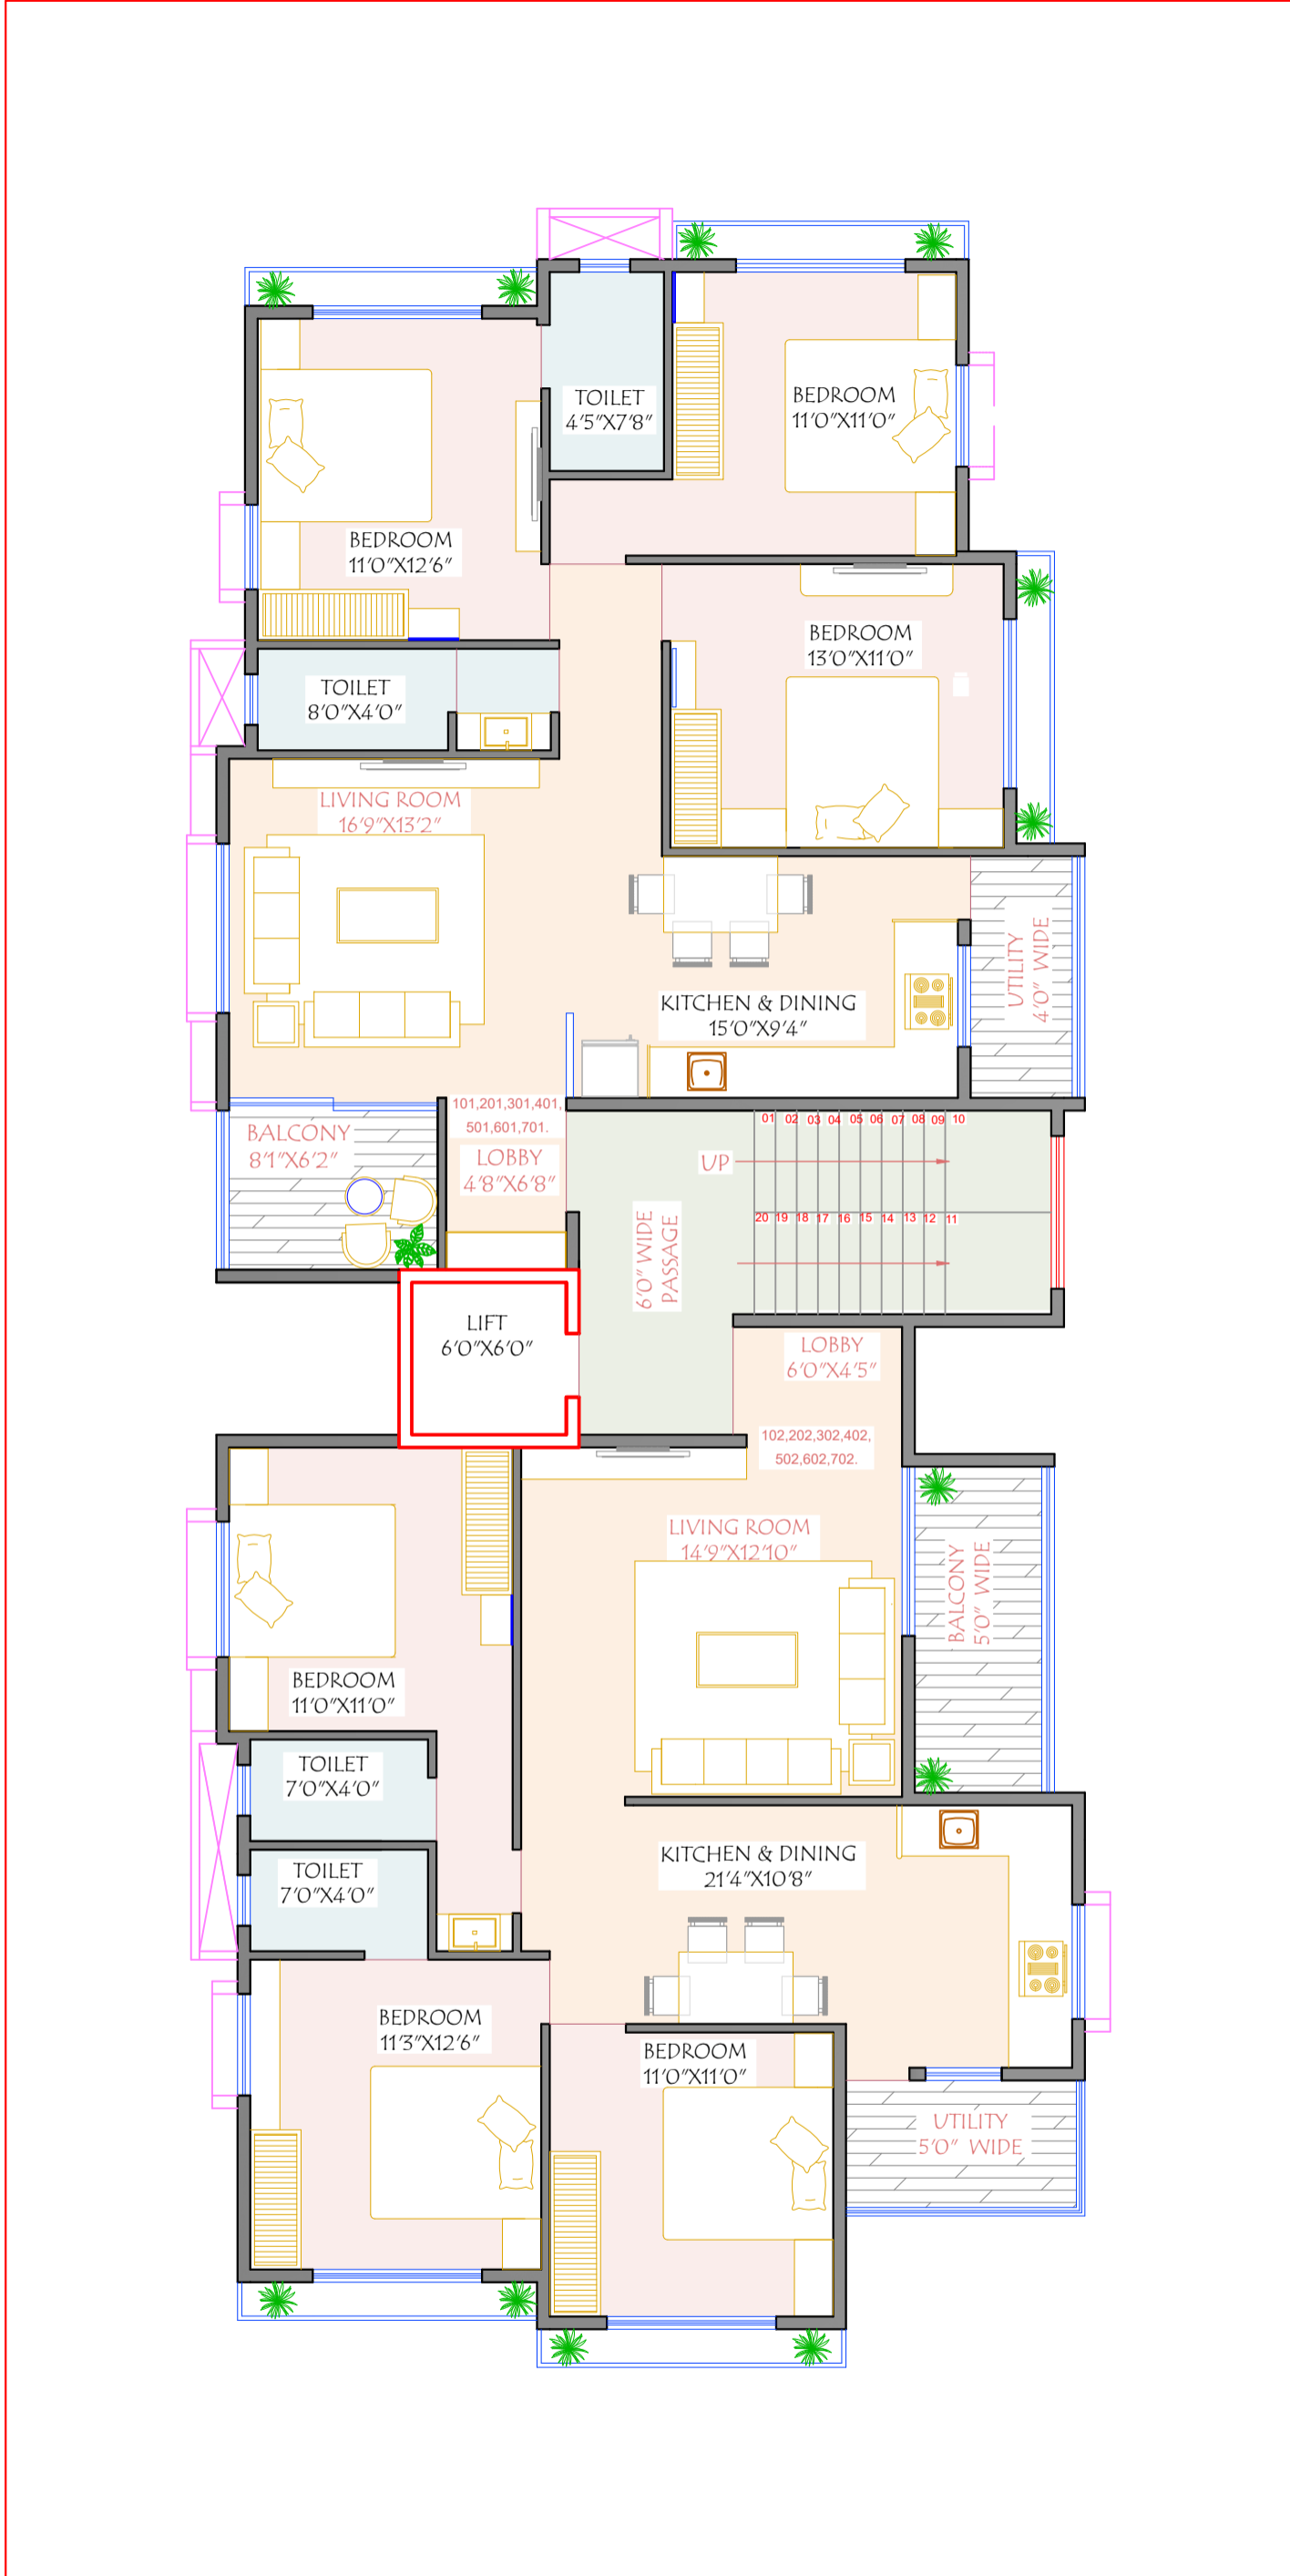 TOILET
4'5"X7'8"
BEDROOM
11'0"X11'0"
BEDROOM
11'0"X12'6"
BEDROOM
13'0"X11'0"
TOILET
8'0"X4'0"
LIVING ROOM
16'9"X13'2"
UTILITY
4'0" WIDE
KITCHEN & DINING
15'0"X9'4"
101,201,301,401,
501,601,701.
LOBBY
4'8"X6'8"
BALCONY
8'1"X6'2"
01 02 03 04 05 06 07 08 09 10
UP
20 19 18 17 16 15 14 13 12 11
6'0" WIDE
PASSAGE
LIFT
6'0"X6'0"
LOBBY
6'0"X4'5"
102,202,302,402,
502,602,702.
LIVING ROOM
14'9"X12'10"
BALCONY
5'0" WIDE
BEDROOM
11'0"X11'0"
TOILET
7'0"X4'0"
TOILET
7'0"X4'0"
KITCHEN & DINING
21'4"X10'8"
BEDROOM
11'3"X12'6"
BEDROOM
11'0"X11'0"
UTILITY
5'0" WIDE